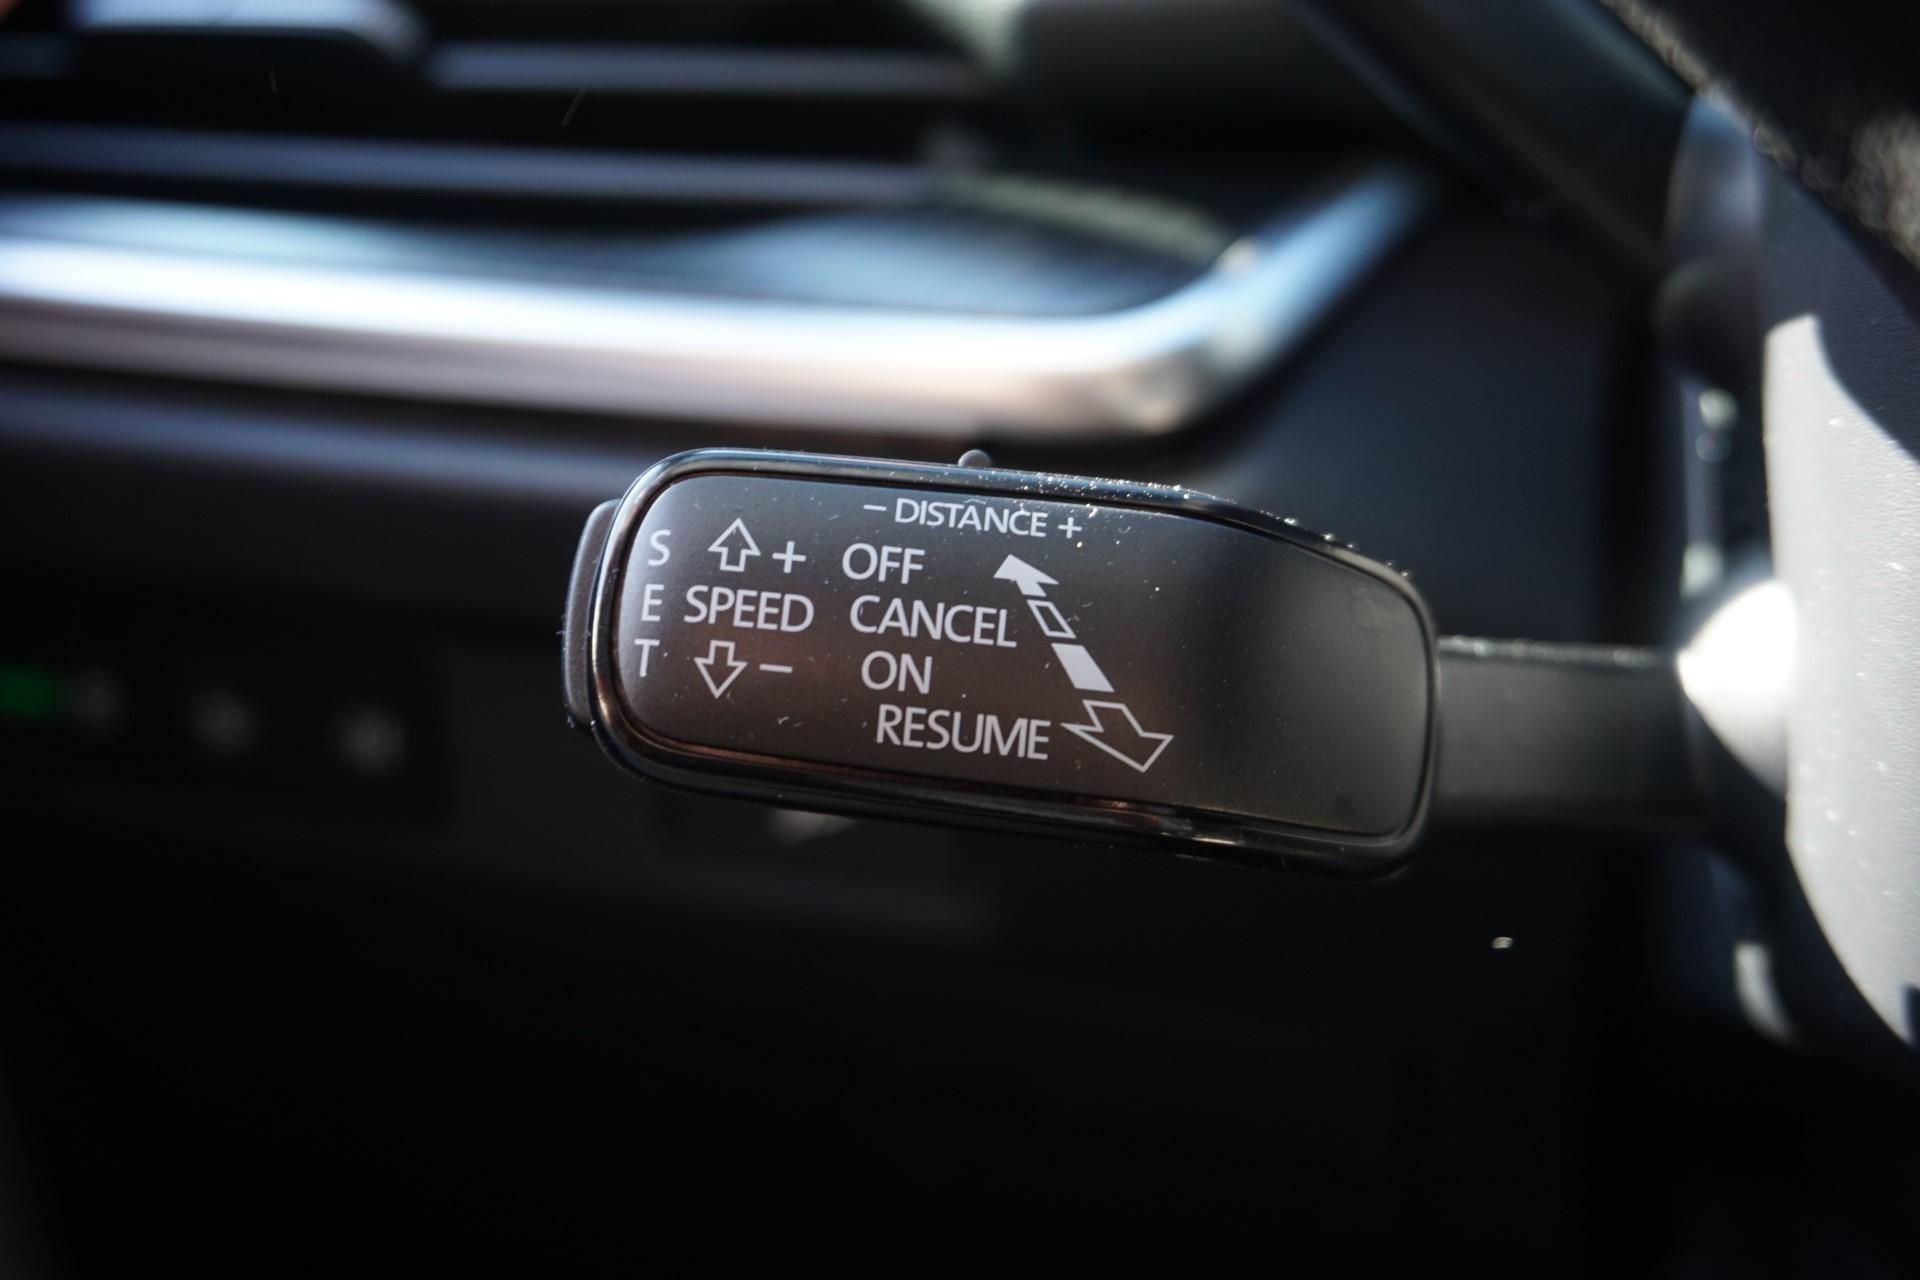 – DISTANCE +
S + OFF
E SPEED CANCEL
T – ON
RESUME